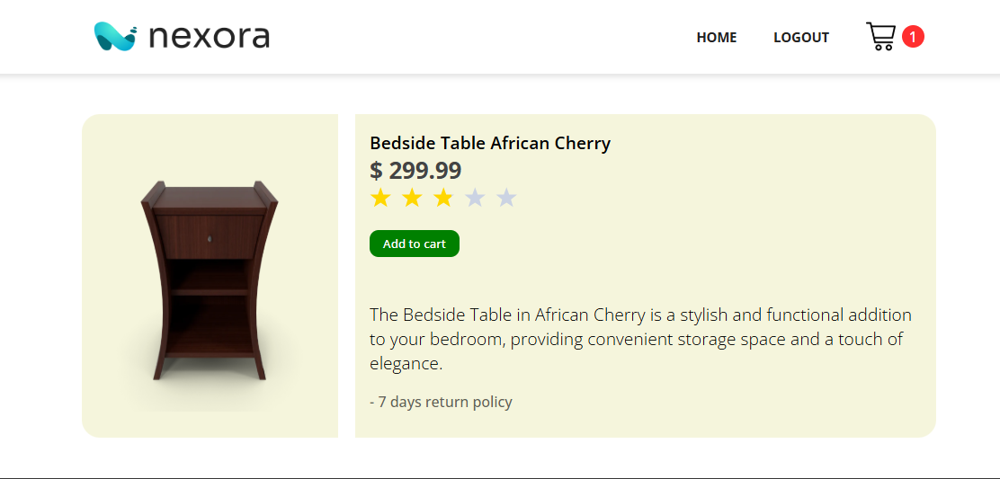 nexora
HOME
LOGOUT
1
Bedside Table African Cherry
$ 299.99
Add to cart
The Bedside Table in African Cherry is a stylish and functional addition
to your bedroom, providing convenient storage space and a touch of
elegance.
- 7 days return policy